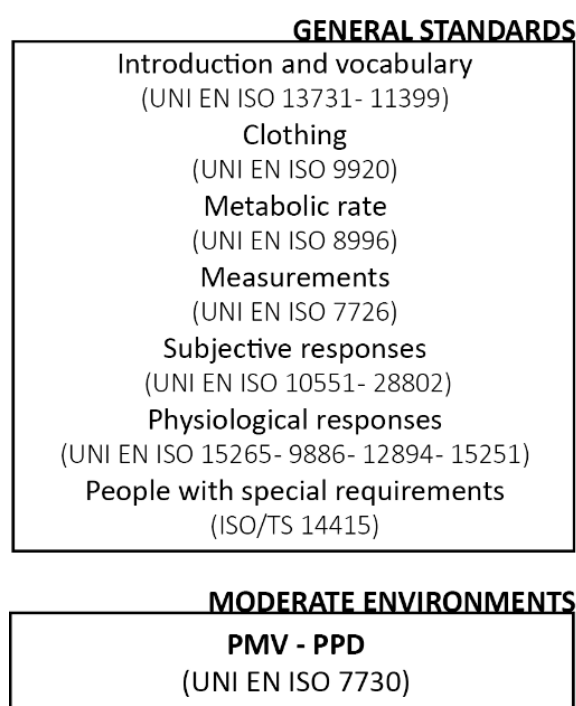 GENERAL STANDARDS
Introduction and vocabulary
(UNI EN ISO 13731- 11399)
Clothing
(UNI EN ISO 9920)
Metabolic rate
(UNI EN ISO 8996)
Measurements
(UNI EN ISO 7726)
Subjective responses
(UNI EN ISO 10551- 28802)
Physiological responses
(UNI EN ISO 15265- 9886- 12894- 15251)
People with special requirements
(ISO/TS 14415)
MODERATE ENVIRONMENTS
PMV - PPD
(UNI EN ISO 7730)